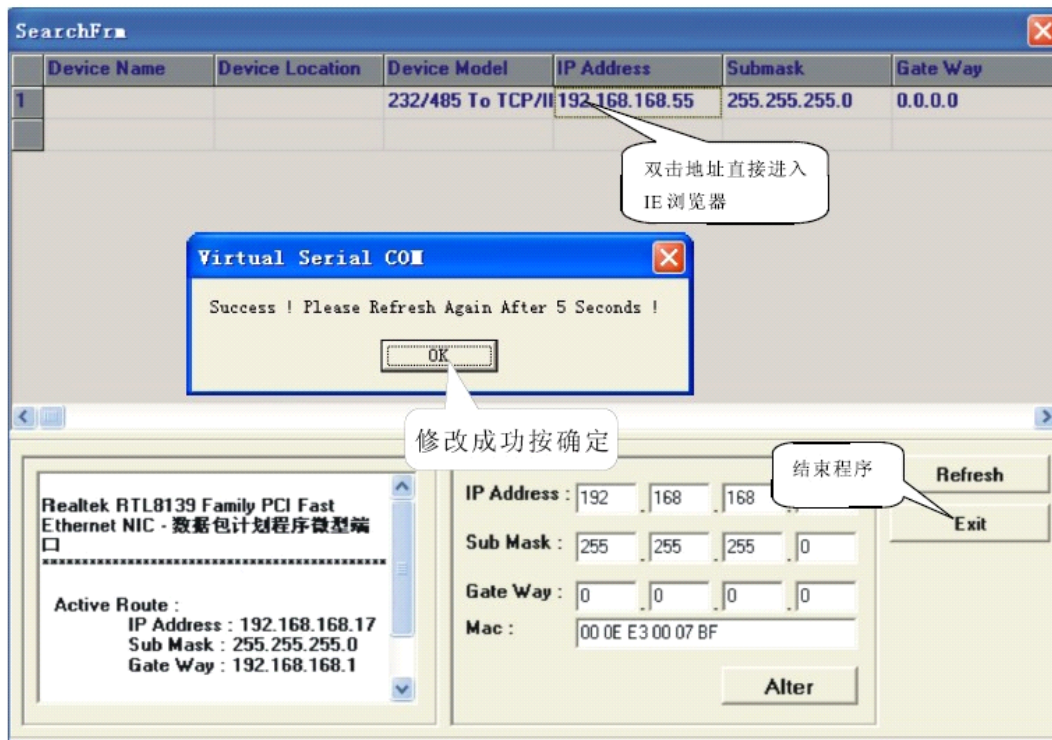 SearchFrm
Device Name Device Location Device Model IP Address Submask Gate Way
1 232/485 To TCP/II 192.168.168.55 255.255.255.0 0.0.0.0
双击地址直接进入
IE 浏览器
Virtual Serial COM
Success ! Please Refresh Again After 5 Seconds !
OK
修改成功按确定
Realtek RTL8139 Family PCI Fast
Ethernet NIC - 数据包计划程序微型端
口
**********************************************
Active Route :
IP Address : 192.168.168.17
Sub Mask : 255.255.255.0
Gate Way : 192.168.168.1
IP Address : 192 . 168 . 168 .
Sub Mask : 255 . 255 . 255 . 0
Gate Way : 0 . 0 . 0 . 0
Mac : 00 0E E3 00 07 BF
Alter
结束程序
Refresh
Exit